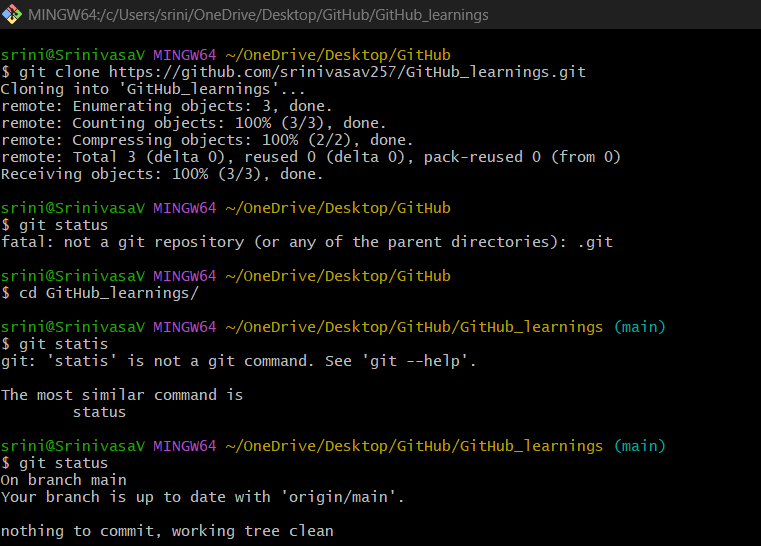 MINGW64:/c/Users/srini/OneDrive/Desktop/GitHub/GitHub_learnings
srini@SrinivasaV MINGW64 ~/OneDrive/Desktop/GitHub
$ git clone https://github.com/srinivasav257/GitHub_learnings.git
Cloning into 'GitHub_learnings'...
remote: Enumerating objects: 3, done.
remote: Counting objects: 100% (3/3), done.
remote: Compressing objects: 100% (2/2), done.
remote: Total 3 (delta 0), reused 0 (delta 0), pack-reused 0 (from 0)
Receiving objects: 100% (3/3), done.
srini@SrinivasaV MINGW64 ~/OneDrive/Desktop/GitHub
$ git status
fatal: not a git repository (or any of the parent directories): .git
srini@SrinivasaV MINGW64 ~/OneDrive/Desktop/GitHub
$ cd GitHub_learnings/
srini@SrinivasaV MINGW64 ~/OneDrive/Desktop/GitHub/GitHub_learnings (main)
$ git statis
git: 'statis' is not a git command. See 'git --help'.
The most similar command is
status
srini@SrinivasaV MINGW64 ~/OneDrive/Desktop/GitHub/GitHub_learnings (main)
$ git status
On branch main
Your branch is up to date with 'origin/main'.
nothing to commit, working tree clean